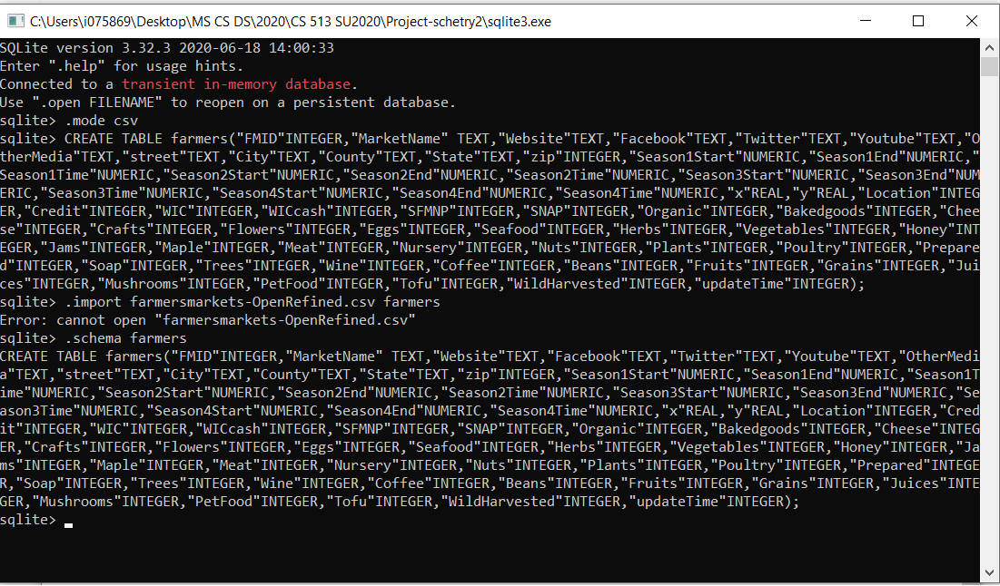 C:\Users\i075869\Desktop\MS CS DS\2020\CS 513 SU2020\Project-schetry2\sqlite3.exe
SQLite version 3.32.3 2020-06-18 14:00:33
Enter ".help" for usage hints.
Connected to a transient in-memory database.
Use ".open FILENAME" to reopen on a persistent database.
sqlite> .mode csv
sqlite> CREATE TABLE farmers("FMID"INTEGER,"MarketName" TEXT,"Website"TEXT,"Facebook"TEXT,"Twitter"TEXT,"Youtube"TEXT,"O
therMedia"TEXT,"street"TEXT,"City"TEXT,"County"TEXT,"State"TEXT,"zip"INTEGER,"Season1Start"NUMERIC,"Season1End"NUMERIC,"
Season1Time"NUMERIC,"Season2Start"NUMERIC,"Season2End"NUMERIC,"Season2Time"NUMERIC,"Season3Start"NUMERIC,"Season3End"NUM
ERIC,"Season3Time"NUMERIC,"Season4Start"NUMERIC,"Season4End"NUMERIC,"Season4Time"NUMERIC,"x"REAL,"y"REAL,"Location"INTEG
ER,"Credit"INTEGER,"WIC"INTEGER,"WICcash"INTEGER,"SFMNP"INTEGER,"SNAP"INTEGER,"Organic"INTEGER,"Bakedgoods"INTEGER,"Chee
se"INTEGER,"Crafts"INTEGER,"Flowers"INTEGER,"Eggs"INTEGER,"Seafood"INTEGER,"Herbs"INTEGER,"Vegetables"INTEGER,"Honey"INT
EGER,"Jams"INTEGER,"Maple"INTEGER,"Meat"INTEGER,"Nursery"INTEGER,"Nuts"INTEGER,"Plants"INTEGER,"Poultry"INTEGER,"Prepare
d"INTEGER,"Soap"INTEGER,"Trees"INTEGER,"Wine"INTEGER,"Coffee"INTEGER,"Beans"INTEGER,"Fruits"INTEGER,"Grains"INTEGER,"Jui
ces"INTEGER,"Mushrooms"INTEGER,"PetFood"INTEGER,"Tofu"INTEGER,"WildHarvested"INTEGER,"updateTime"INTEGER);
sqlite> .import farmersmarkets-OpenRefined.csv farmers
Error: cannot open "farmersmarkets-OpenRefined.csv"
sqlite> .schema farmers
CREATE TABLE farmers("FMID"INTEGER,"MarketName" TEXT,"Website"TEXT,"Facebook"TEXT,"Twitter"TEXT,"Youtube"TEXT,"OtherMedi
a"TEXT,"street"TEXT,"City"TEXT,"County"TEXT,"State"TEXT,"zip"INTEGER,"Season1Start"NUMERIC,"Season1End"NUMERIC,"Season1T
ime"NUMERIC,"Season2Start"NUMERIC,"Season2End"NUMERIC,"Season2Time"NUMERIC,"Season3Start"NUMERIC,"Season3End"NUMERIC,"Se
ason3Time"NUMERIC,"Season4Start"NUMERIC,"Season4End"NUMERIC,"Season4Time"NUMERIC,"x"REAL,"y"REAL,"Location"INTEGER,"Cred
it"INTEGER,"WIC"INTEGER,"WICcash"INTEGER,"SFMNP"INTEGER,"SNAP"INTEGER,"Organic"INTEGER,"Bakedgoods"INTEGER,"Cheese"INTEG
ER,"Crafts"INTEGER,"Flowers"INTEGER,"Eggs"INTEGER,"Seafood"INTEGER,"Herbs"INTEGER,"Vegetables"INTEGER,"Honey"INTEGER,"Ja
ms"INTEGER,"Maple"INTEGER,"Meat"INTEGER,"Nursery"INTEGER,"Nuts"INTEGER,"Plants"INTEGER,"Poultry"INTEGER,"Prepared"INTEGE
R,"Soap"INTEGER,"Trees"INTEGER,"Wine"INTEGER,"Coffee"INTEGER,"Beans"INTEGER,"Fruits"INTEGER,"Grains"INTEGER,"Juices"INTE
GER,"Mushrooms"INTEGER,"PetFood"INTEGER,"Tofu"INTEGER,"WildHarvested"INTEGER,"updateTime"INTEGER);
sqlite>